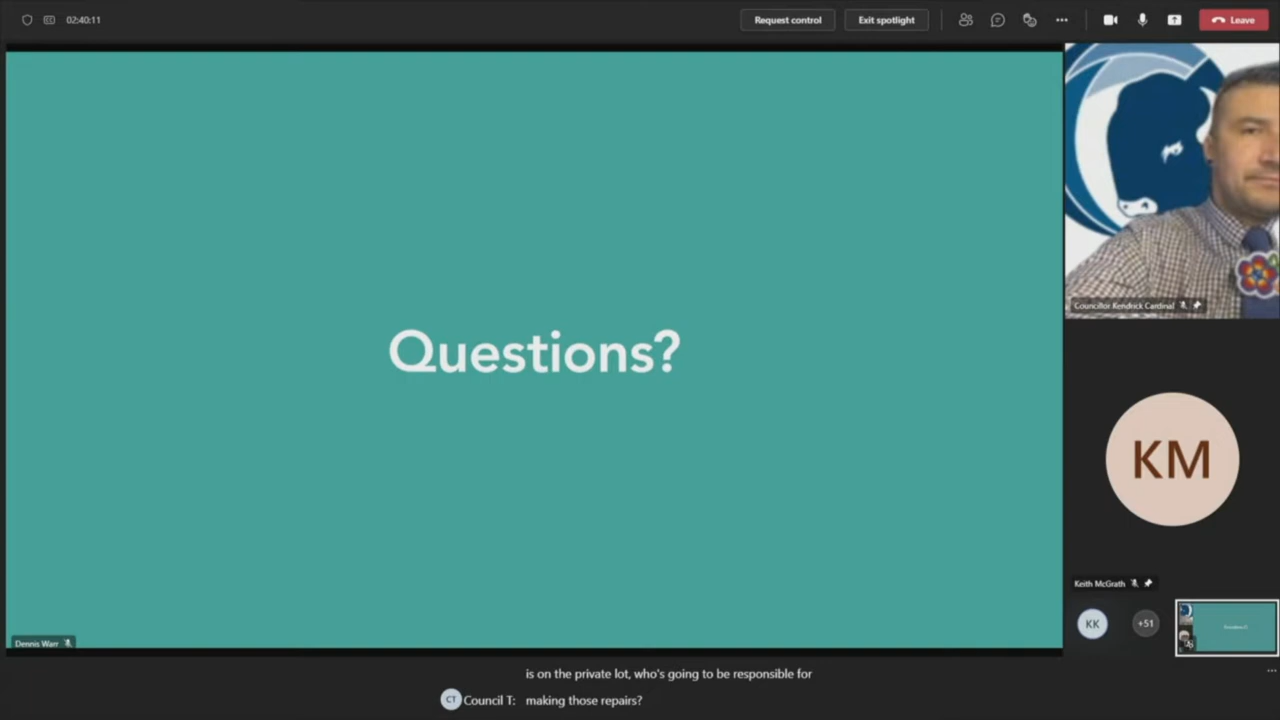 02:40:11
Request control
Exit spotlight
Leave
Questions?
Councillor Kendrick Cardinal
KM
Keith McGrath
KK
+51
Dennis Warr
is on the private lot, who's going to be responsible for
CT Council T: making those repairs?